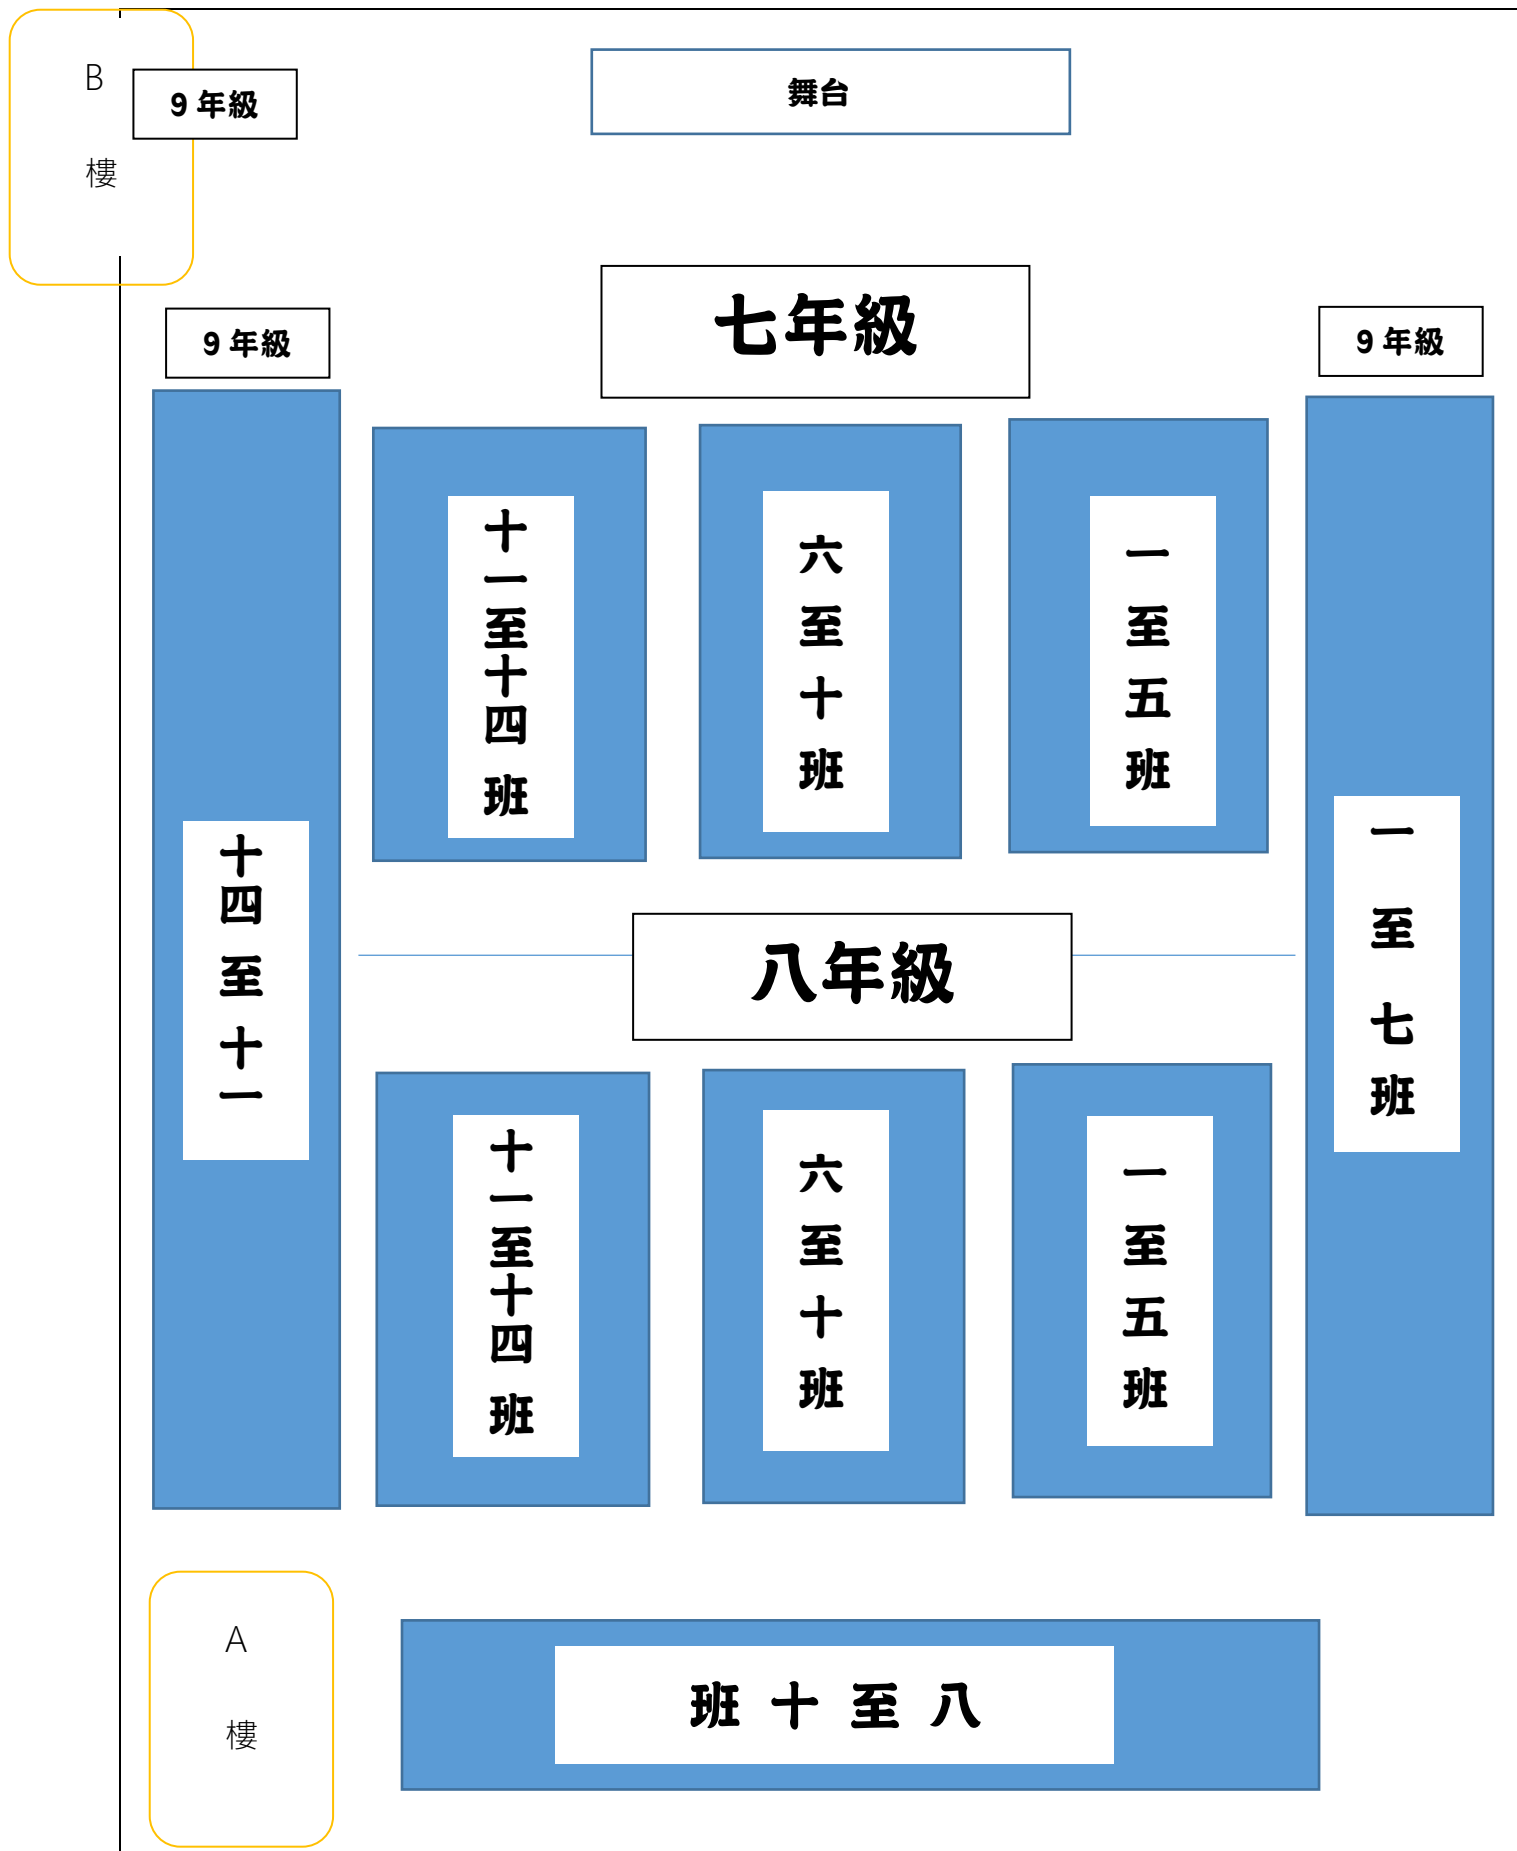 B
樓
9 年級
舞台
七年級
9 年級
9 年級
十一至十四班
六至十班
一至五班
十四至十一
一至七班
八年級
十一至十四班
六至十班
一至五班
A
樓
班 十 至 八